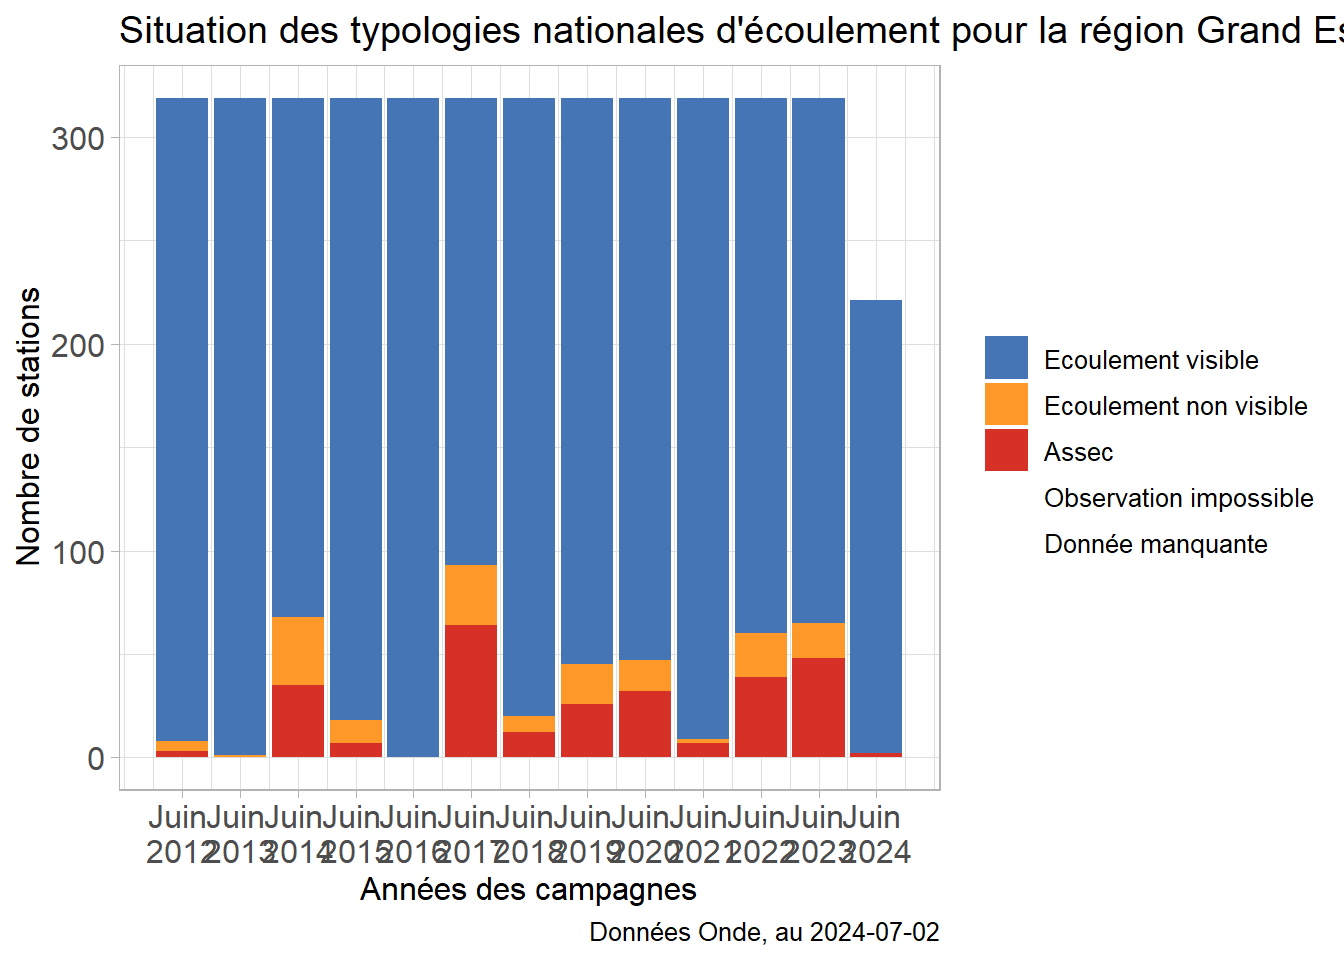 Situation des typologies nationales d'écoulement pour la région Grand Es
300
200
100
0
Nombre de stations
Juin Juin Juin Juin Juin Juin Juin Juin Juin Juin Juin Juin Juin
2012 2013 2014 2015 2016 2017 2018 2019 2020 2021 2022 2023 2024
Années des campagnes
Données Onde, au 2024-07-02
Ecoulement visible
Ecoulement non visible
Assec
Observation impossible
Donnée manquante